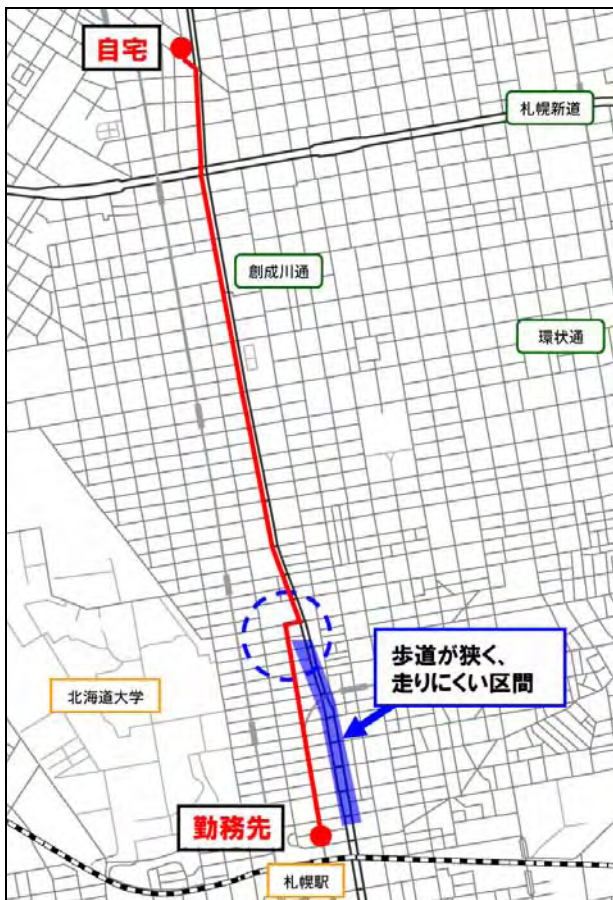 自宅
札幌新道
創成川通
環状通
歩道が狭く、
走りにくい区間
北海道大学
勤務先
札幌駅